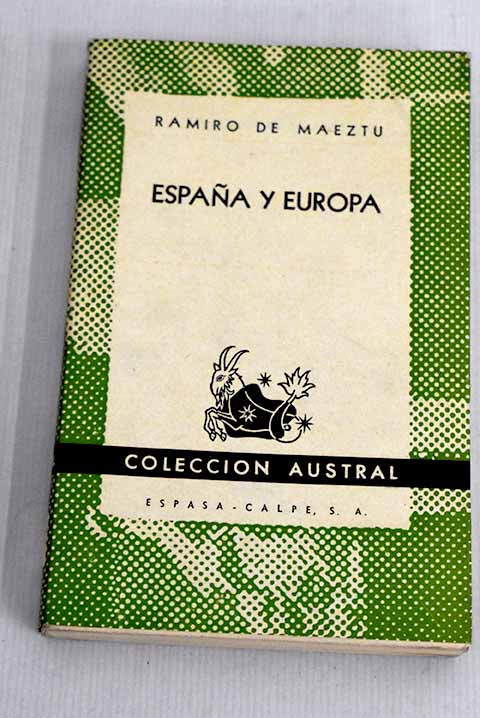 RAMIRO DE MAEZTU
ESPAÑA Y EUROPA
COLECCION AUSTRAL
ESPASA - CALPE, S. A.